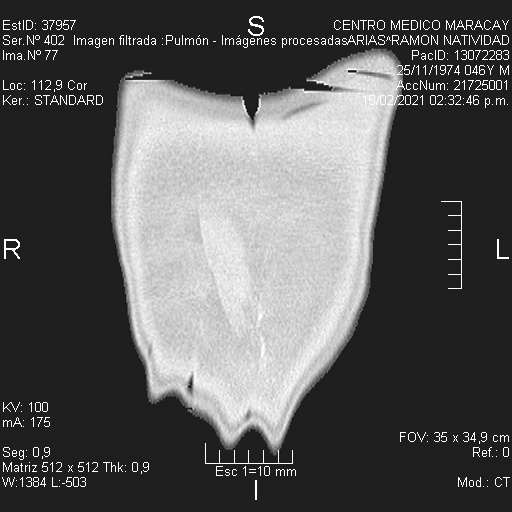 EstID: 37957
Ser.Nº 402 Imagen filtrada :Pulmón - Imágenes procesadas
Ima.Nº 77
Loc: 112,9 Cor
Ker.: STANDARD
S
CENTRO MEDICO MARACAY
ARIAS^RAMON NATIVIDAD
PacID: 13072283
25/11/1974 046Y M
AccNum: 21725001
/02/2021 02:32:46 p.m.
R
L
KV: 100
mA: 175
Seg: 0,9
Matriz 512 x 512 Thk: 0,9
W:1384 L:-503
Esc 1=10 mm
I
FOV: 35 x 34,9 cm
Ref.: 0
Mod.: CT